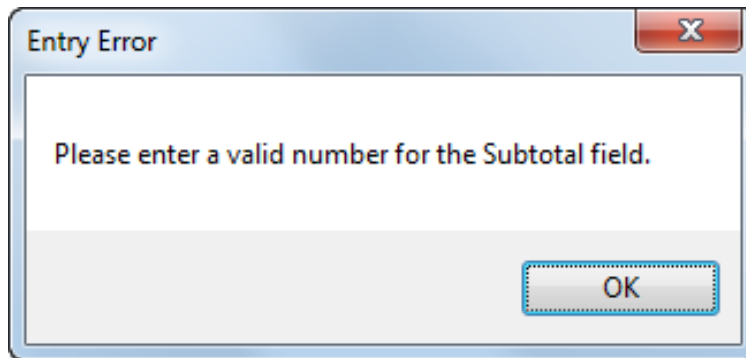 Entry Error
Please enter a valid number for the Subtotal field.
OK